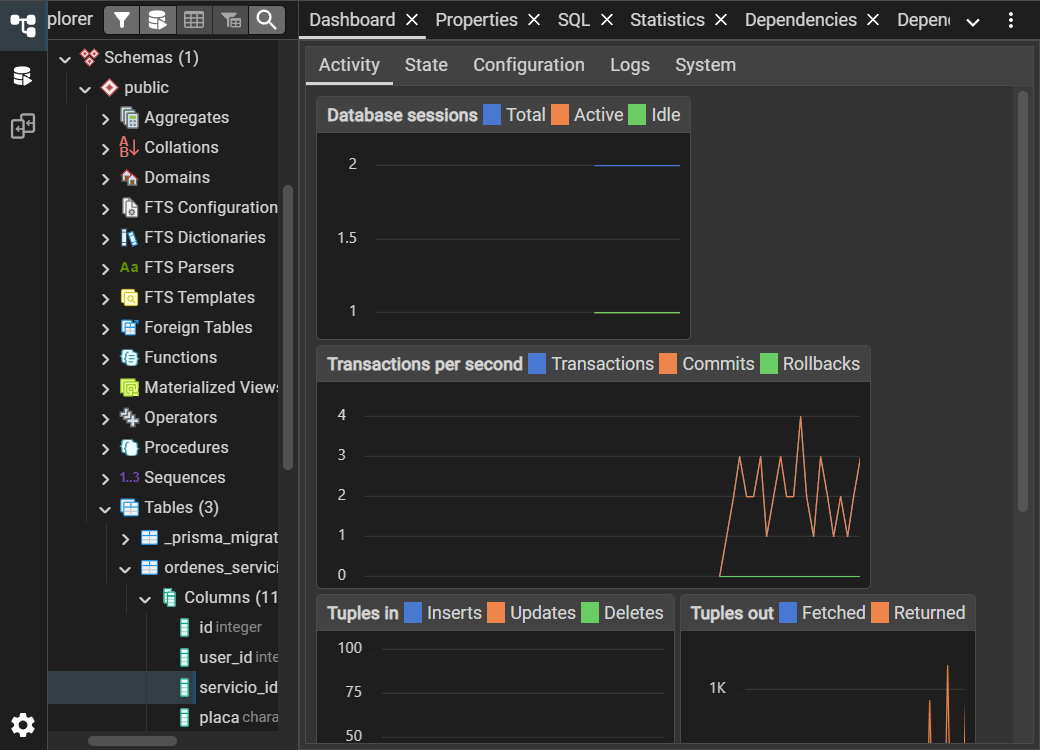 plorer
Dashboard Properties SQL Statistics Dependencies Depen
Schemas (1)
public
Aggregates
Collations
Domains
FTS Configuration
FTS Dictionaries
Aa FTS Parsers
FTS Templates
Foreign Tables
Functions
Materialized Views
Operators
Procedures
1..3 Sequences
Tables (3)
_prisma_migrat
ordenes_servici
Columns (11
id integer
user_id inte
servicio_id
placa chara
Activity State Configuration Logs System
Database sessions Total Active Idle
2
1.5
1
Transactions per second Transactions Commits Rollbacks
4
3
2
1
0
Tuples in Inserts Updates Deletes
100
75
50
Tuples out Fetched Returned
1K